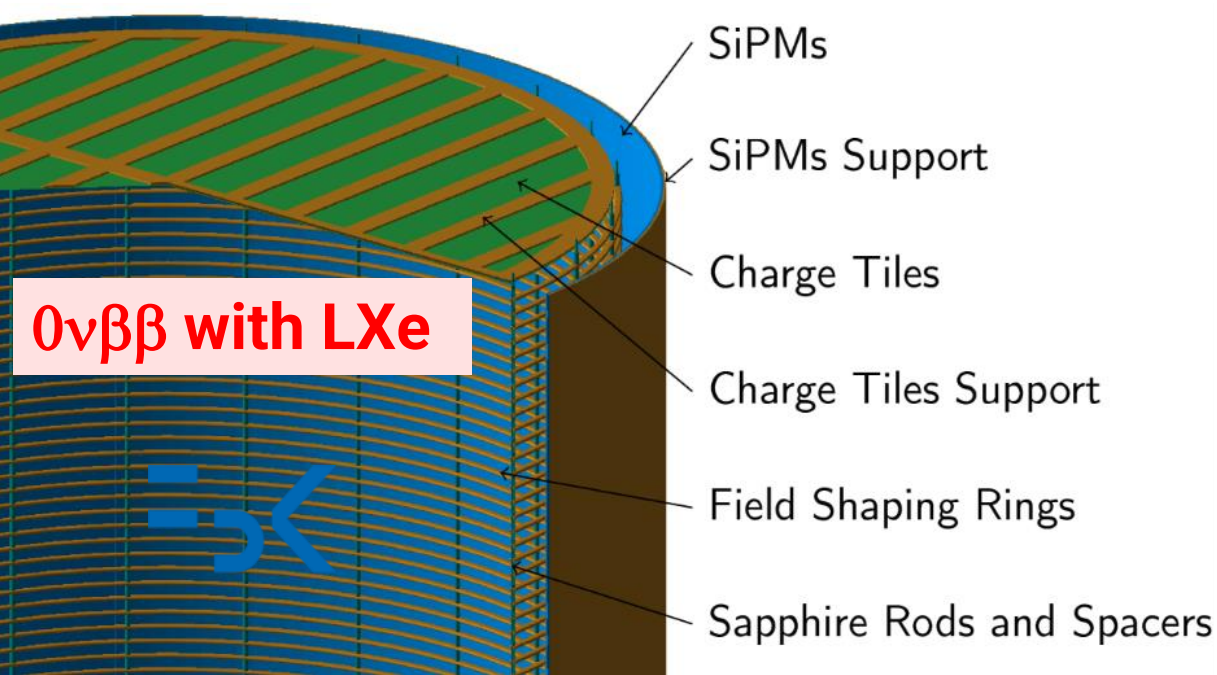 SiPMs
SiPMs Support
Charge Tiles
0νββ with LXe
Charge Tiles Support
Field Shaping Rings
Sapphire Rods and Spacers